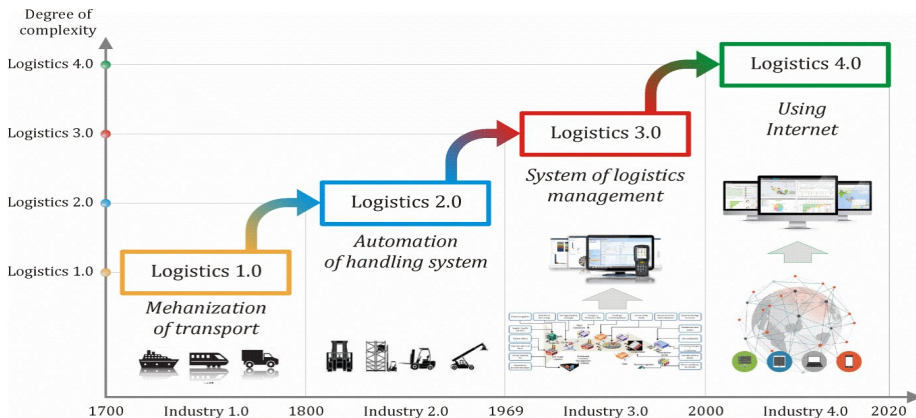 Degree of
complexity
Logistics 4.0
Logistics 3.0
Logistics 2.0
Logistics 1.0
Logistics 4.0
Using
Internet
Logistics 3.0
System of logistics
management
Logistics 2.0
Automation
of handling system
Logistics 1.0
Mehanization
of transport
1700
Industry 1.0
1800
Industry 2.0
1969
Industry 3.0
2000
Industry 4.0
2020